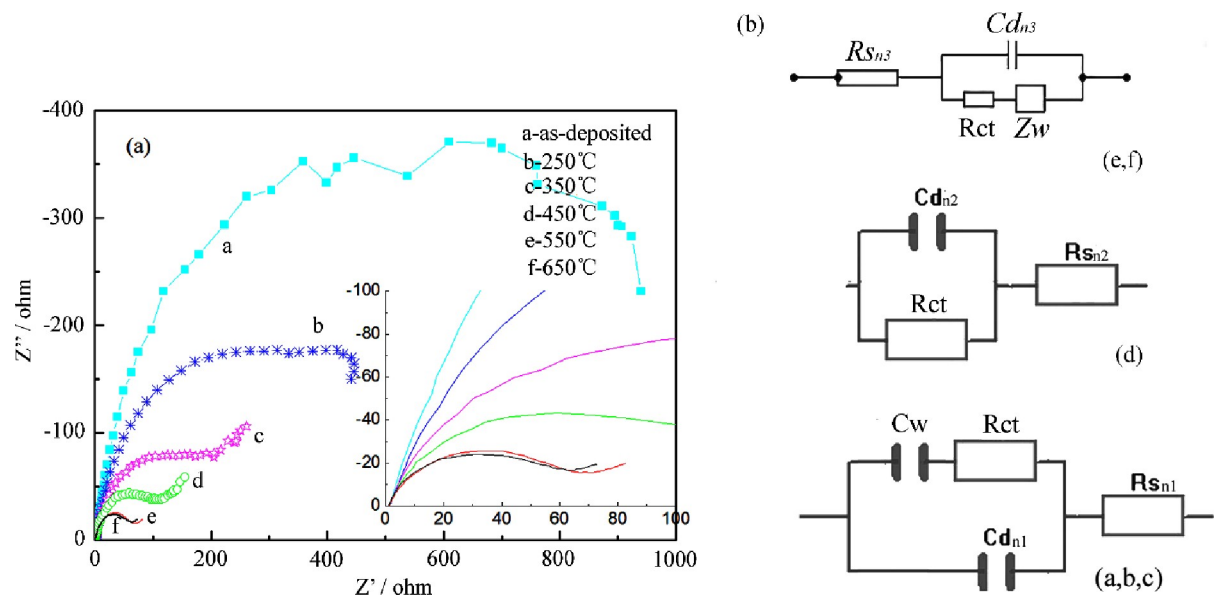 (a)
-400
-300
-200
-100
0
0
200
400
600
800
1000
Z'' / ohm
Z' / ohm
a-as-deposited
b-250℃
c-350℃
d-450℃
e-550℃
f-650℃
a
b
c
d
e
f
-100
-80
-60
-40
-20
0
0
20
40
60
80
100
(b)
Rsn3
Cdn3
Rct
Zw
(e,f)
Cdn2
Rct
Rsn2
(d)
Cw
Rct
Cdn1
Rsn1
(a,b,c)